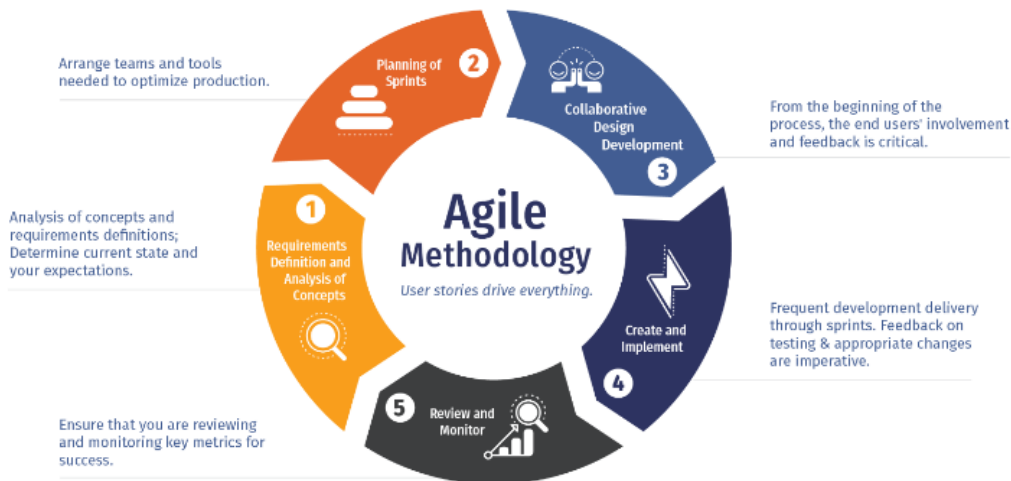 Agile
Methodology
User stories drive everything.
1
Requirements
Definition and
Analysis of
Concepts
Analysis of concepts and
requirements definitions;
Determine current state and
your expectations.
2
Planning of
Sprints
Arrange teams and tools
needed to optimize production.
Collaborative
Design
Development
3
From the beginning of the
process, the end users' involvement
and feedback is critical.
Create and
Implement
4
Frequent development delivery
through sprints. Feedback on
testing & appropriate changes
are imperative.
5
Review and
Monitor
Ensure that you are reviewing
and monitoring key metrics for
success.